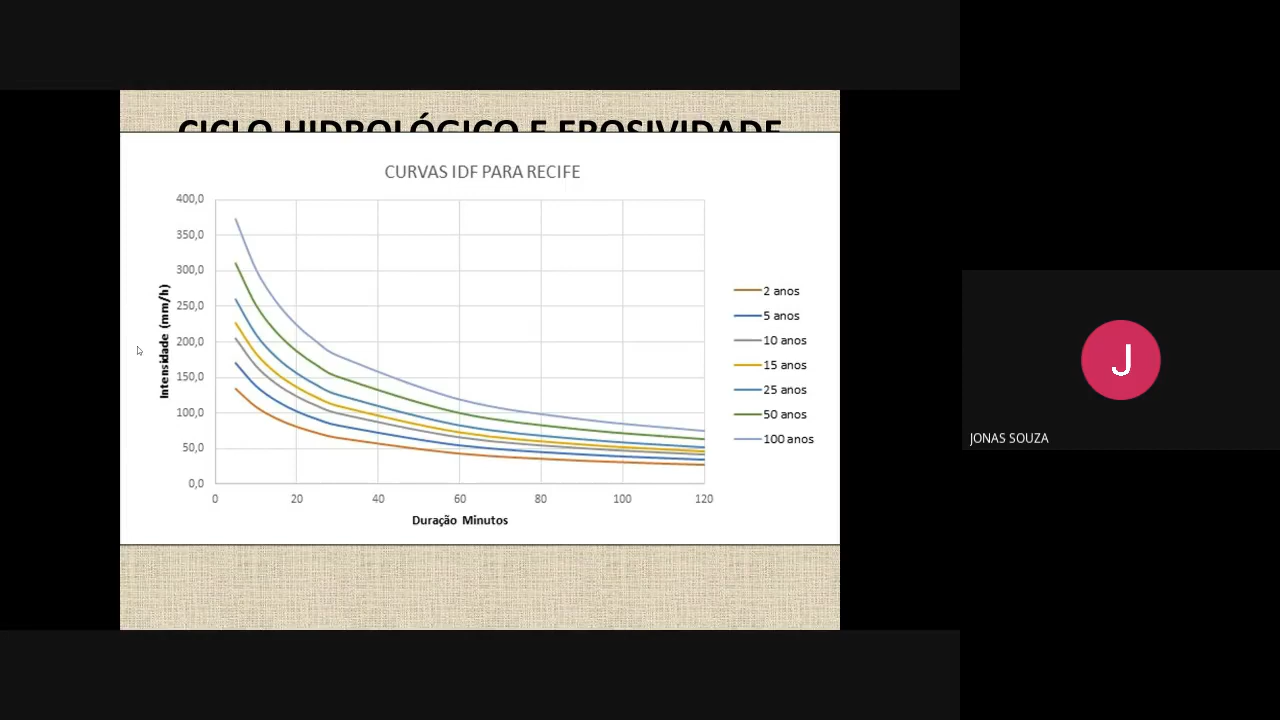 CICLO HIDROLÓGICO E EROSIVIDADE
CURVAS IDF PARA RECIFE
400,0
350,0
300,0
250,0
200,0
150,0
100,0
50,0
0,0
Intensidade (mm/h)
0 20 40 60 80 100 120
Duração Minutos
2 anos
5 anos
10 anos
15 anos
25 anos
50 anos
100 anos
J
JONAS SOUZA